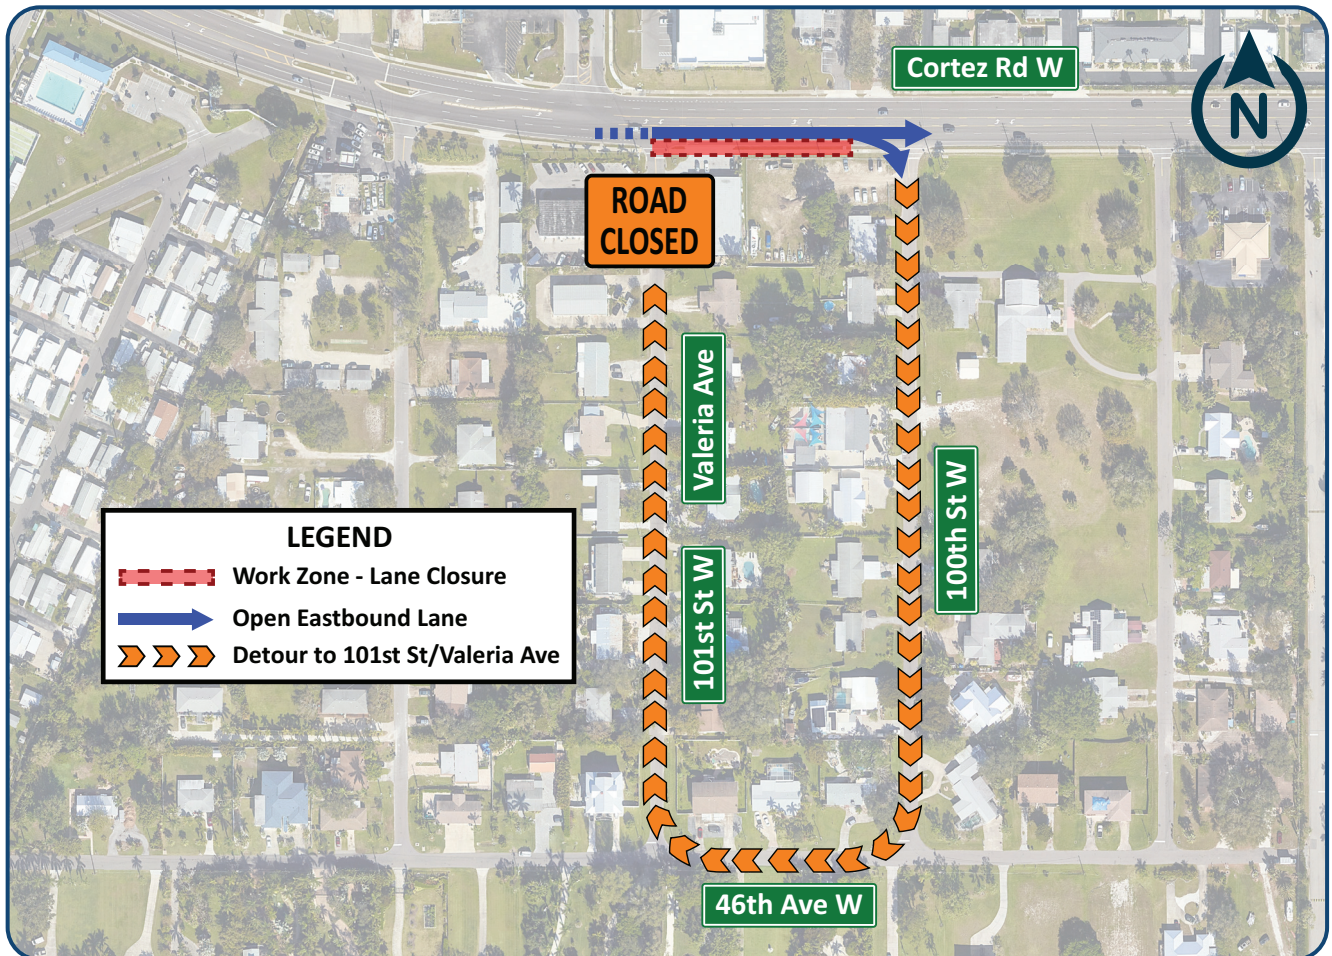 Cortez Rd W
N
ROAD
CLOSED
Valeria Ave
101st St W
100th St W
LEGEND
Work Zone - Lane Closure
Open Eastbound Lane
Detour to 101st St/Valeria Ave
46th Ave W